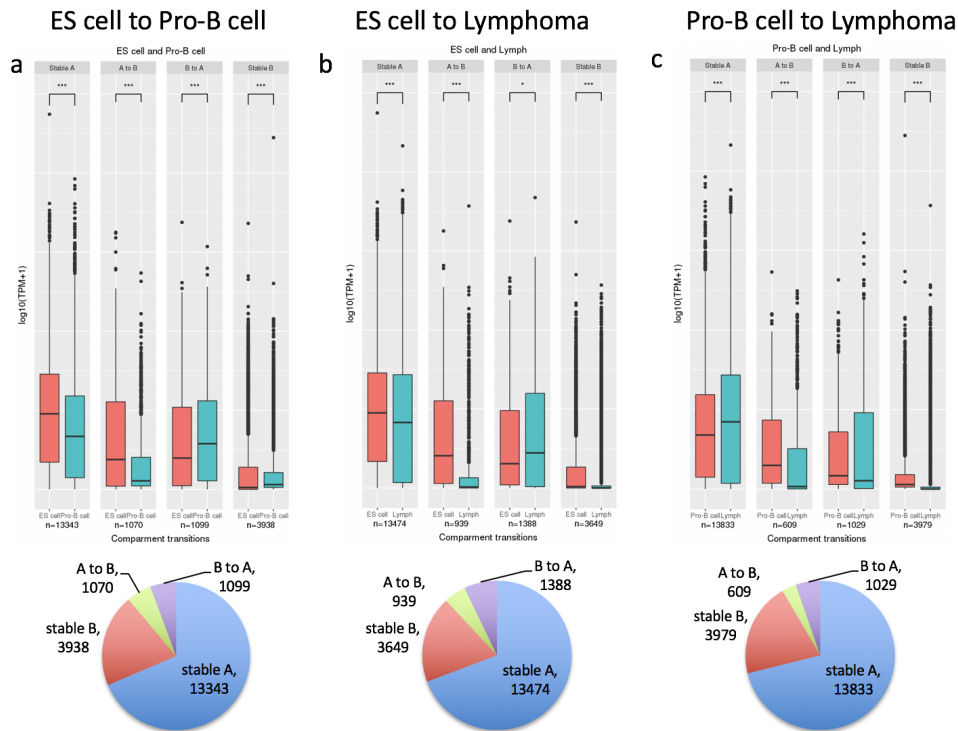 ES cell to Pro-B cell
ES cell to Lymphoma
Pro-B cell to Lymphoma
a
ES cell and Pro-B cell
Stable A
A to B
B to A
Stable B
***
***
***
***
log10(TPM+1)
ES cell Pro-B cell
ES cell Pro-B cell
ES cell Pro-B cell
ES cell Pro-B cell
n=13343
n=1070
n=1099
n=3938
Comparment transitions
b
ES cell and Lymph
Stable A
A to B
B to A
Stable B
***
***
*
***
log10(TPM+1)
ES cell Lymph
ES cell Lymph
ES cell Lymph
ES cell Lymph
n=13474
n=939
n=1388
n=3649
Comparment transitions
c
Pro-B cell and Lymph
Stable A
A to B
B to A
Stable B
***
***
***
***
log10(TPM+1)
Pro-B cell Lymph
Pro-B cell Lymph
Pro-B cell Lymph
Pro-B cell Lymph
n=13833
n=609
n=1029
n=3979
Comparment transitions
A to B,
1070
B to A,
1099
stable B,
3938
stable A,
13343
A to B,
939
B to A,
1388
stable B,
3649
stable A,
13474
A to B,
609
B to A,
1029
stable B,
3979
stable A,
13833